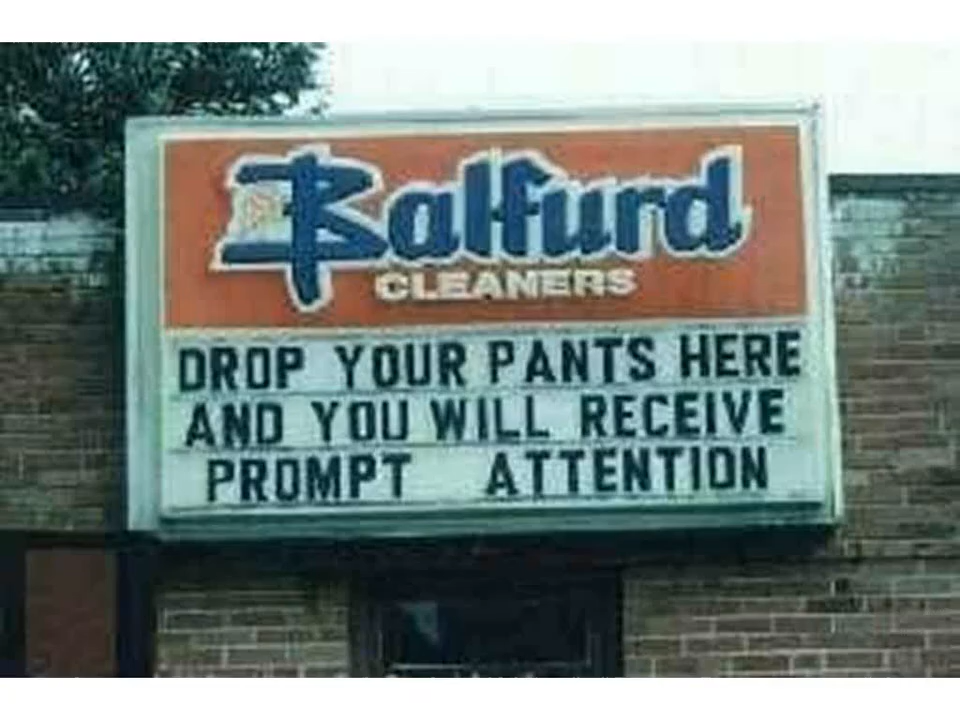 Balfurd
CLEANERS
DROP YOUR PANTS HERE
AND YOU WILL RECEIVE
PROMPT ATTENTION